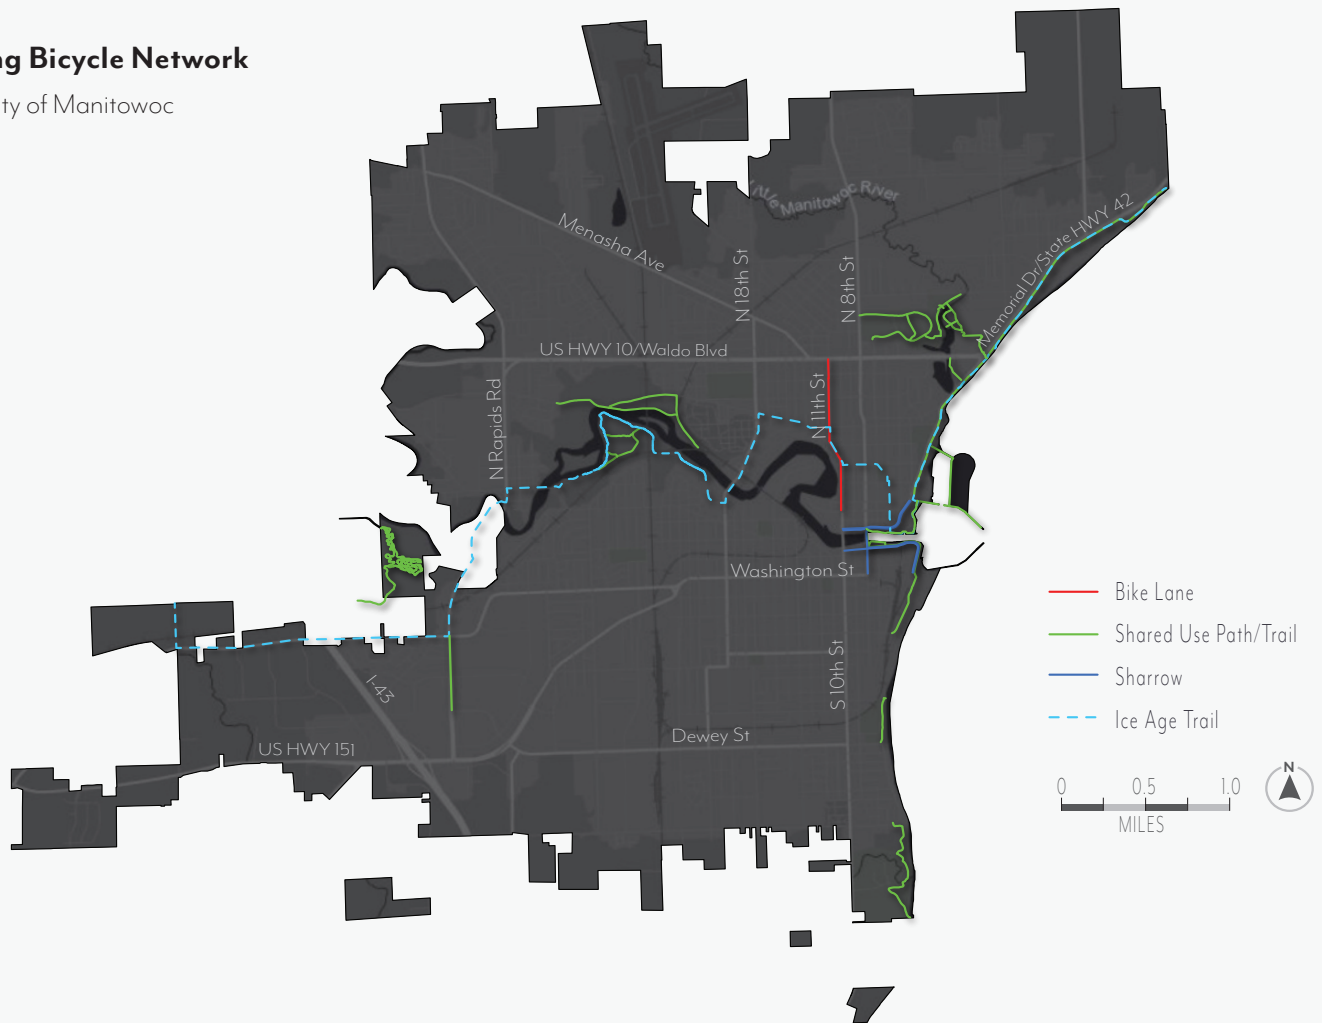 ng Bicycle Network
ty of Manitowoc
Manitowoc River
Memorial Dr/State HWY 42
Menasha Ave
N 18th St
N 8th St
US HWY 10/Waldo Blvd
N 11th St
N Rapids Rd
Washington St
S 10th St
I-43
US HWY 151
Dewey St
Bike Lane
Shared Use Path/Trail
Sharrow
Ice Age Trail
N
0 0.5 1.0
MILES